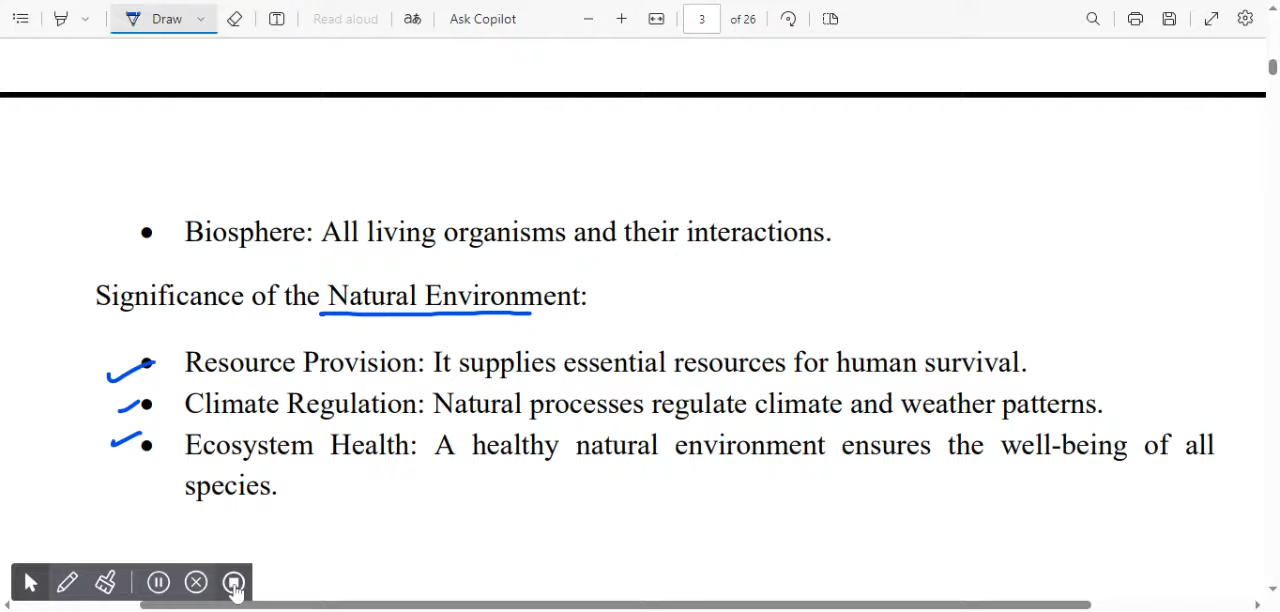 Draw Read aloud aあ Ask Copilot 3 of 26
• Biosphere: All living organisms and their interactions.
Significance of the Natural Environment:
• Resource Provision: It supplies essential resources for human survival.
• Climate Regulation: Natural processes regulate climate and weather patterns.
• Ecosystem Health: A healthy natural environment ensures the well-being of all
species.